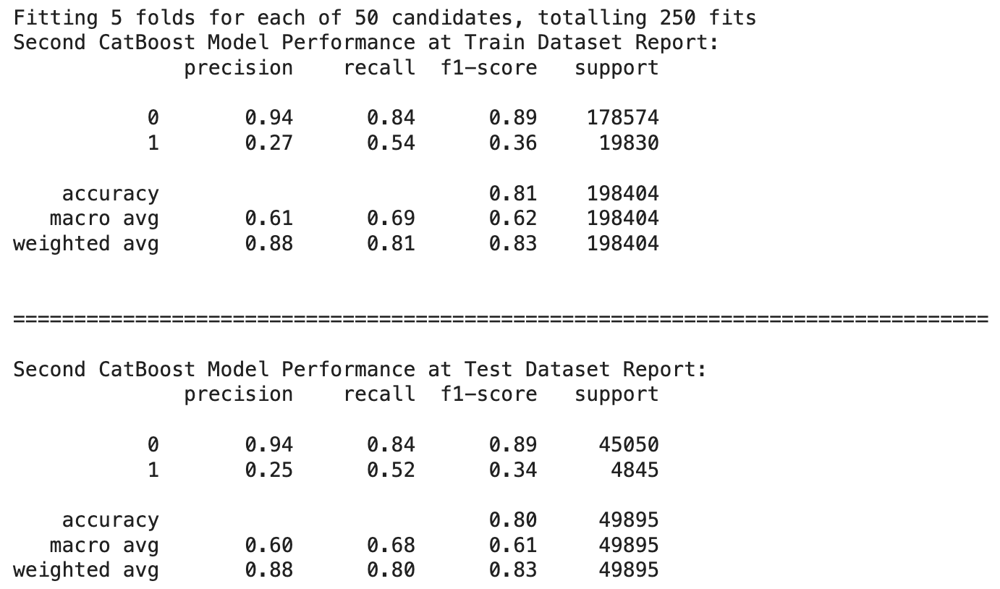 Fitting 5 folds for each of 50 candidates, totalling 250 fits
Second CatBoost Model Performance at Train Dataset Report:
              precision    recall  f1-score   support

           0       0.94      0.84      0.89    178574
           1       0.27      0.54      0.36     19830

    accuracy                           0.81    198404
   macro avg       0.61      0.69      0.62    198404
weighted avg       0.88      0.81      0.83    198404


================================================================================

Second CatBoost Model Performance at Test Dataset Report:
              precision    recall  f1-score   support

           0       0.94      0.84      0.89     45050
           1       0.25      0.52      0.34      4845

    accuracy                           0.80     49895
   macro avg       0.60      0.68      0.61     49895
weighted avg       0.88      0.80      0.83     49895